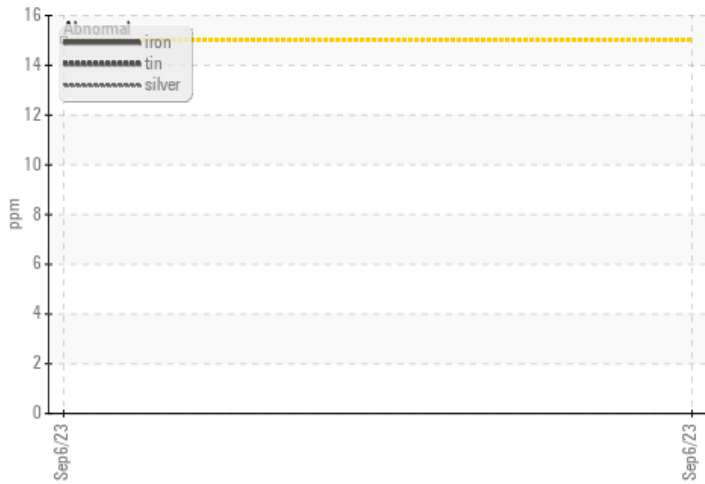 16
14
12
10
8
6
4
2
0
ppm
Abnormal
iron
tin
silver
Sep6/23
Sep6/23